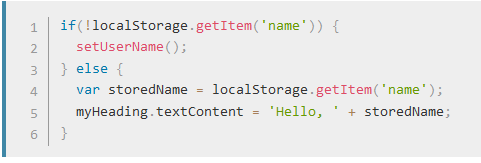 1 if(!localStorage.getItem('name')) {
2   setUserName();
3 } else {
4   var storedName = localStorage.getItem('name');
5   myHeading.textContent = 'Hello, ' + storedName;
6 }